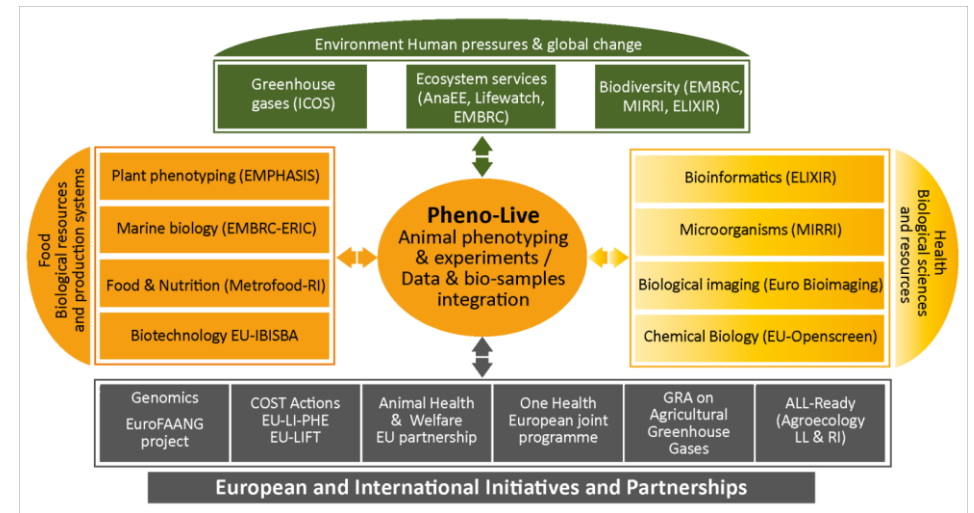 Environment Human pressures & global change
Greenhouse
gases (ICOS)
Ecosystem services
(AnaEE, Lifewatch,
EMBRC)
Biodiversity (EMBRC,
MIRRI, ELIXIR)
Food
Biological resources
and production systems
Plant phenotyping (EMPHASIS)
Marine biology (EMBRC-ERIC)
Food & Nutrition (Metrofood-RI)
Biotechnology EU-IBISBA
Pheno-Live
Animal phenotyping
& experiments /
Data & bio-samples
integration
Bioinformatics (ELIXIR)
Microorganisms (MIRRI)
Biological imaging (Euro Bioimaging)
Chemical Biology (EU-Openscreen)
Health
Biological sciences
and resources
Genomics
EuroFAANG
project
COST Actions
EU-LI-PHE
EU-LIFT
Animal Health
& Welfare
EU partnership
One Health
European joint
programme
GRA on
Agricultural
Greenhouse
Gases
ALL-Ready
(Agroecology
LL & RI)
European and International Initiatives and Partnerships